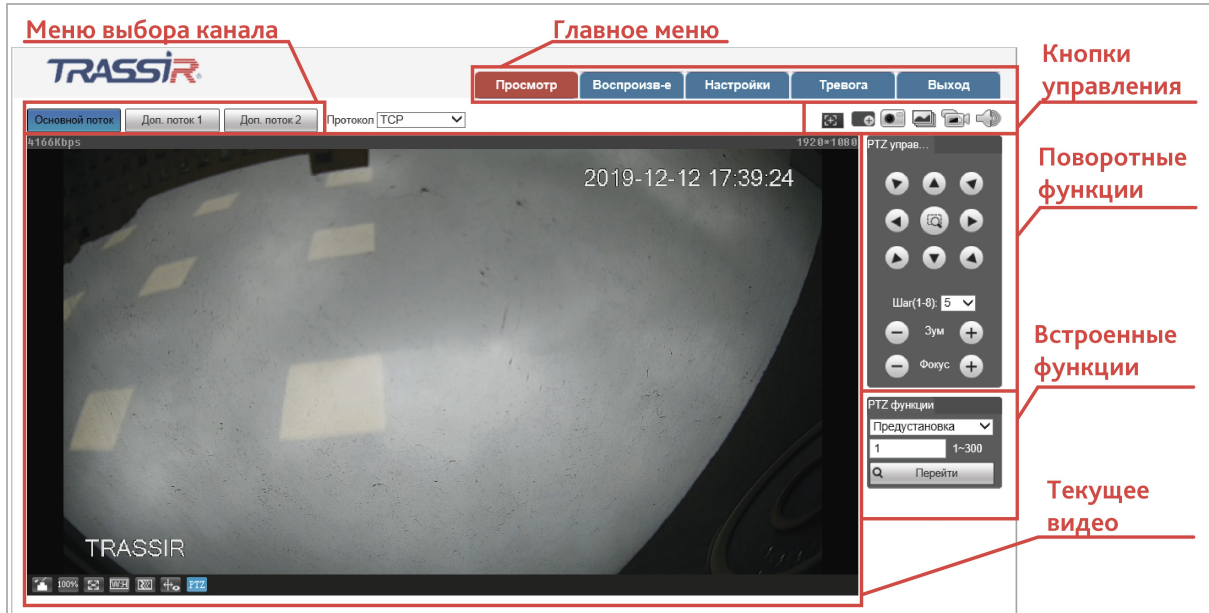 Меню выбора канала
Главное меню
Кнопки
управления
TRASSIR
Просмотр
Воспроизв-е
Настройки
Тревога
Выход
Основной поток
Доп. поток 1
Доп. поток 2
Протокол TCP
4166Kbps
1920*1080
2019-12-12 17:39:24
PTZ управ...
Поворотные
функции
Шаг(1-8): 5
Зум
Фокус
Встроенные
функции
PTZ функции
Предустановка
1
1~300
Перейти
Текущее
видео
TRASSIR
100%
W:H
PTZ